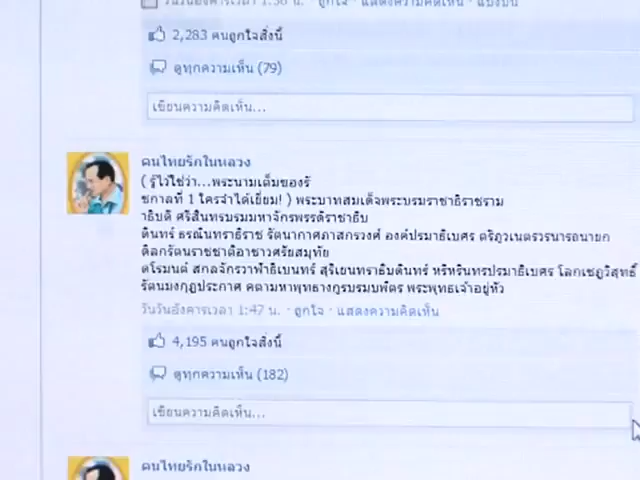 2,283 คนถูกใจสิ่งนี้
ดูทุกความเห็น (79)
เขียนความคิดเห็น...
คนไทยรักในหลวง
( รู้ไว้ใช่ว่า...พระนามเต็มของรั
ชกาลที่ 1 ใครจำได้เยี่ยม! ) พระบาทสมเด็จพระบรมราชาธิราชราม
าธิบดี ศรีสินทรบรมมหาจักรพรรดิราชาธิบ
ดินทร์ ธรณีนทราธิราช รัตนากาศภาสกรวงศ์ องค์ปรมาธิเบศร ตรีภูวเนตรวรนารถนายก
ดิลกรัตนราชชาติอาชาวศรัยสมุทัย
ดโรมนต์ สกลจักรวาฬาธิเบนทร์ สุริเยนทราธิบดินทร์ หริหรินทรปรมาธิเบศร โลกเชฎวิสุทธิ์
รัตนมงกุฎประกาศ คตามหาพุทธางกูรบรมบพิตร พระพุทธเจ้าอยู่หัว
วันวันอังคารเวลา 1:47 น. · ถูกใจ · แสดงความคิดเห็น
4,195 คนถูกใจสิ่งนี้
ดูทุกความเห็น (182)
เขียนความคิดเห็น...
คนไทยรักในหลวง